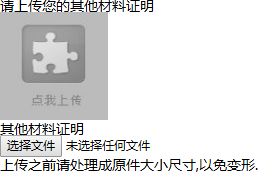 请上传您的其他材料证明
点我上传
其他材料证明
选择文件 未选择任何文件
上传之前请处理成原件大小尺寸,以免变形.